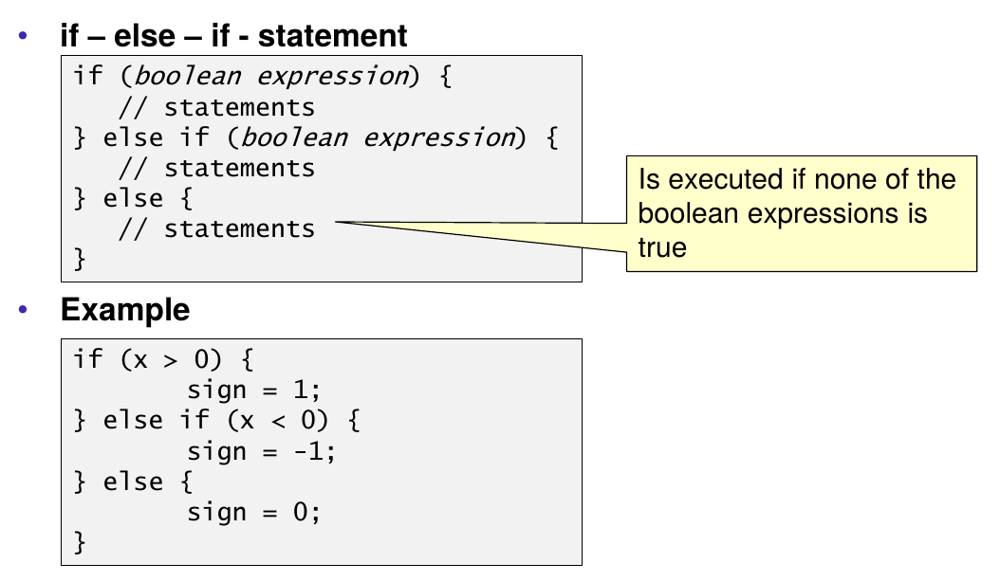 • if – else – if - statement
if (boolean expression) {
   // statements
} else if (boolean expression) {
   // statements
} else {
   // statements
}
Is executed if none of the
boolean expressions is
true
• Example
if (x > 0) {
        sign = 1;
} else if (x < 0) {
        sign = -1;
} else {
        sign = 0;
}